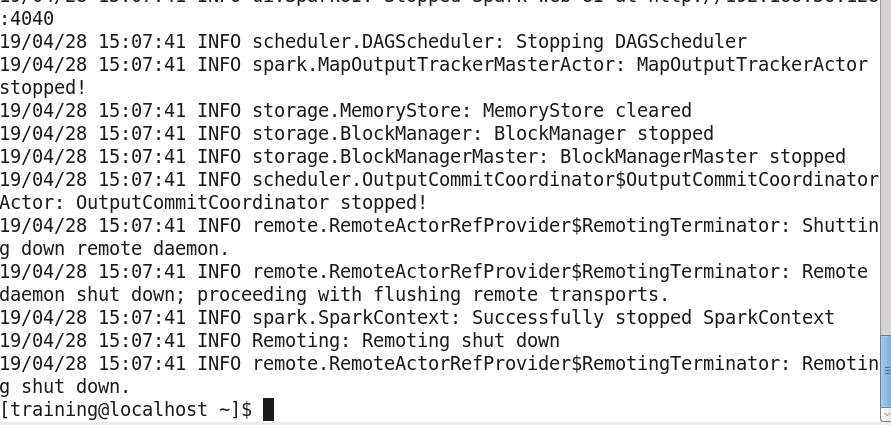 :4040
19/04/28 15:07:41 INFO scheduler.DAGScheduler: Stopping DAGScheduler
19/04/28 15:07:41 INFO spark.MapOutputTrackerMasterActor: MapOutputTrackerActor
stopped!
19/04/28 15:07:41 INFO storage.MemoryStore: MemoryStore cleared
19/04/28 15:07:41 INFO storage.BlockManager: BlockManager stopped
19/04/28 15:07:41 INFO storage.BlockManagerMaster: BlockManagerMaster stopped
19/04/28 15:07:41 INFO scheduler.OutputCommitCoordinator$OutputCommitCoordinator
Actor: OutputCommitCoordinator stopped!
19/04/28 15:07:41 INFO remote.RemoteActorRefProvider$RemotingTerminator: Shuttin
g down remote daemon.
19/04/28 15:07:41 INFO remote.RemoteActorRefProvider$RemotingTerminator: Remote
daemon shut down; proceeding with flushing remote transports.
19/04/28 15:07:41 INFO spark.SparkContext: Successfully stopped SparkContext
19/04/28 15:07:41 INFO Remoting: Remoting shut down
19/04/28 15:07:41 INFO remote.RemoteActorRefProvider$RemotingTerminator: Remotin
g shut down.
[training@localhost ~]$